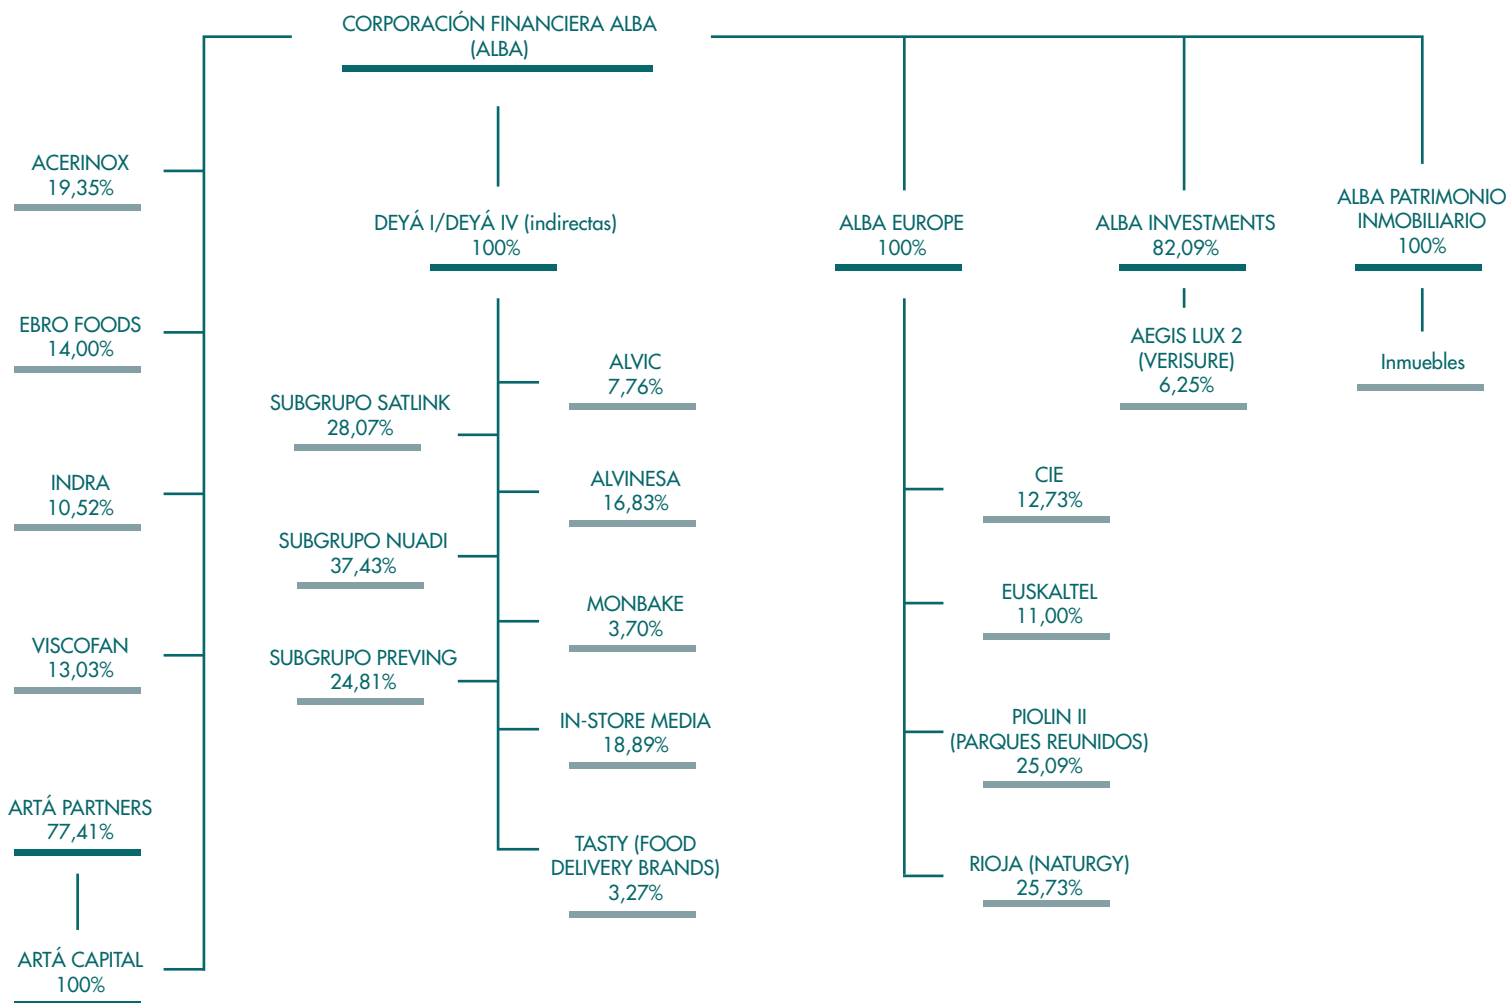 CORPORACIÓN FINANCIERA ALBA
(ALBA)
ACERINOX
19,35%
EBRO FOODS
14,00%
INDRA
10,52%
VISCOFAN
13,03%
ARTÁ PARTNERS
77,41%
ARTÁ CAPITAL
100%
DEYÁ I/DEYÁ IV (indirectas)
100%
SUBGRUPO SATLINK
28,07%
SUBGRUPO NUADI
37,43%
SUBGRUPO PREVING
24,81%
ALVIC
7,76%
ALVINESA
16,83%
MONBAKE
3,70%
IN-STORE MEDIA
18,89%
TASTY (FOOD
DELIVERY BRANDS)
3,27%
ALBA EUROPE
100%
CIE
12,73%
EUSKALTEL
11,00%
PIOLIN II
(PARQUES REUNIDOS)
25,09%
RIOJA (NATURGY)
25,73%
ALBA INVESTMENTS
82,09%
AEGIS LUX 2
(VERISURE)
6,25%
ALBA PATRIMONIO
INMOBILIARIO
100%
Inmuebles